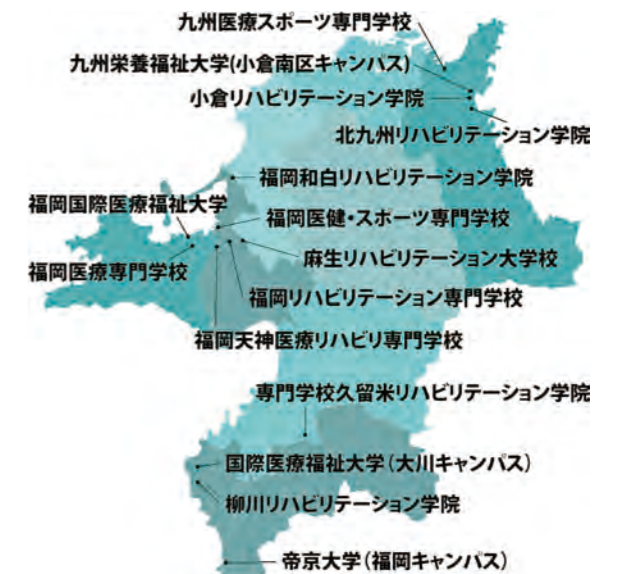 九州医療スポーツ専門学校
九州栄養福祉大学(小倉南区キャンパス)
小倉リハビリテーション学院
北九州リハビリテーション学院
福岡和白リハビリテーション学院
福岡国際医療福祉大学
福岡医健・スポーツ専門学校
麻生リハビリテーション大学校
福岡医療専門学校
福岡リハビリテーション専門学校
福岡天神医療リハビリ専門学校
専門学校久留米リハビリテーション学院
国際医療福祉大学(大川キャンパス)
柳川リハビリテーション学院
帝京大学(福岡キャンパス)